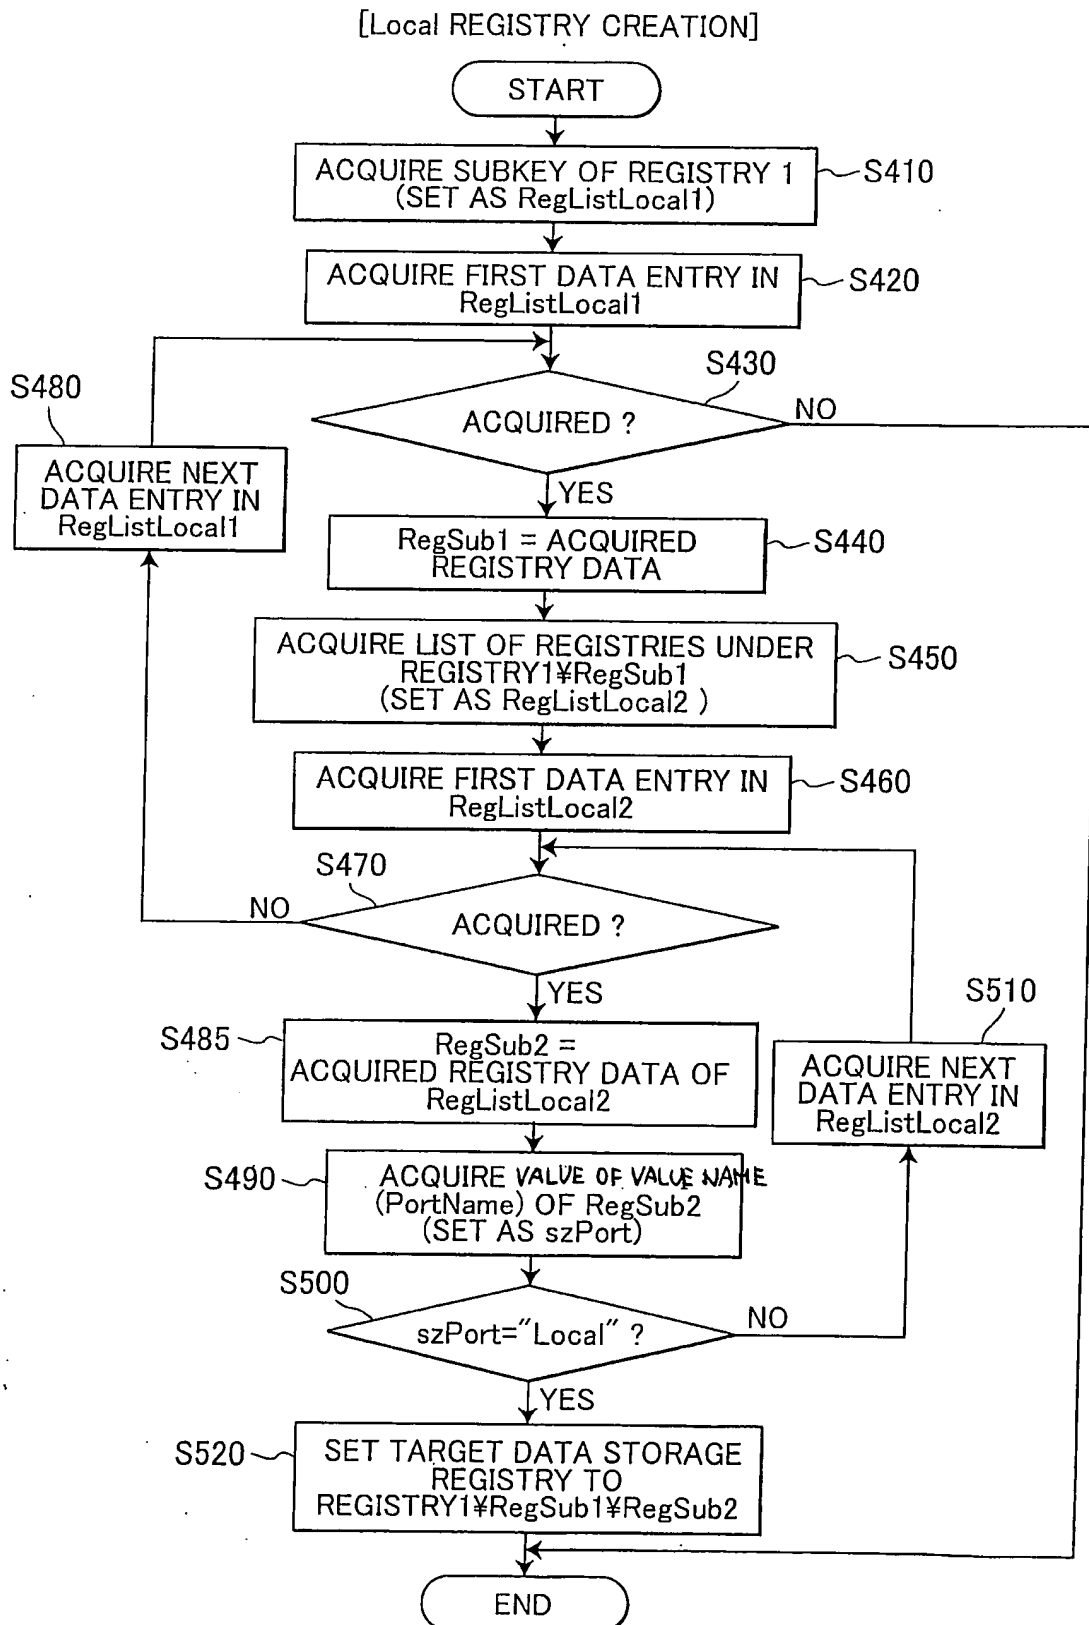 [Local REGISTRY CREATION]
START
ACQUIRE SUBKEY OF REGISTRY 1
(SET AS RegListLocal1)
S410
ACQUIRE FIRST DATA ENTRY IN
RegListLocal1
S420
S430
ACQUIRED ?
NO
YES
S480
ACQUIRE NEXT
DATA ENTRY IN
RegListLocal1
RegSub1 = ACQUIRED
REGISTRY DATA
S440
ACQUIRE LIST OF REGISTRIES UNDER
REGISTRY1¥RegSub1
(SET AS RegListLocal2 )
S450
ACQUIRE FIRST DATA ENTRY IN
RegListLocal2
S460
S470
ACQUIRED ?
NO
YES
S485
RegSub2 =
ACQUIRED REGISTRY DATA OF
RegListLocal2
S510
ACQUIRE NEXT
DATA ENTRY IN
RegListLocal2
S490
ACQUIRE VALUE OF VALUE NAME
(PortName) OF RegSub2
(SET AS szPort)
S500
szPort="Local" ?
NO
YES
S520
SET TARGET DATA STORAGE
REGISTRY TO
REGISTRY1¥RegSub1¥RegSub2
END